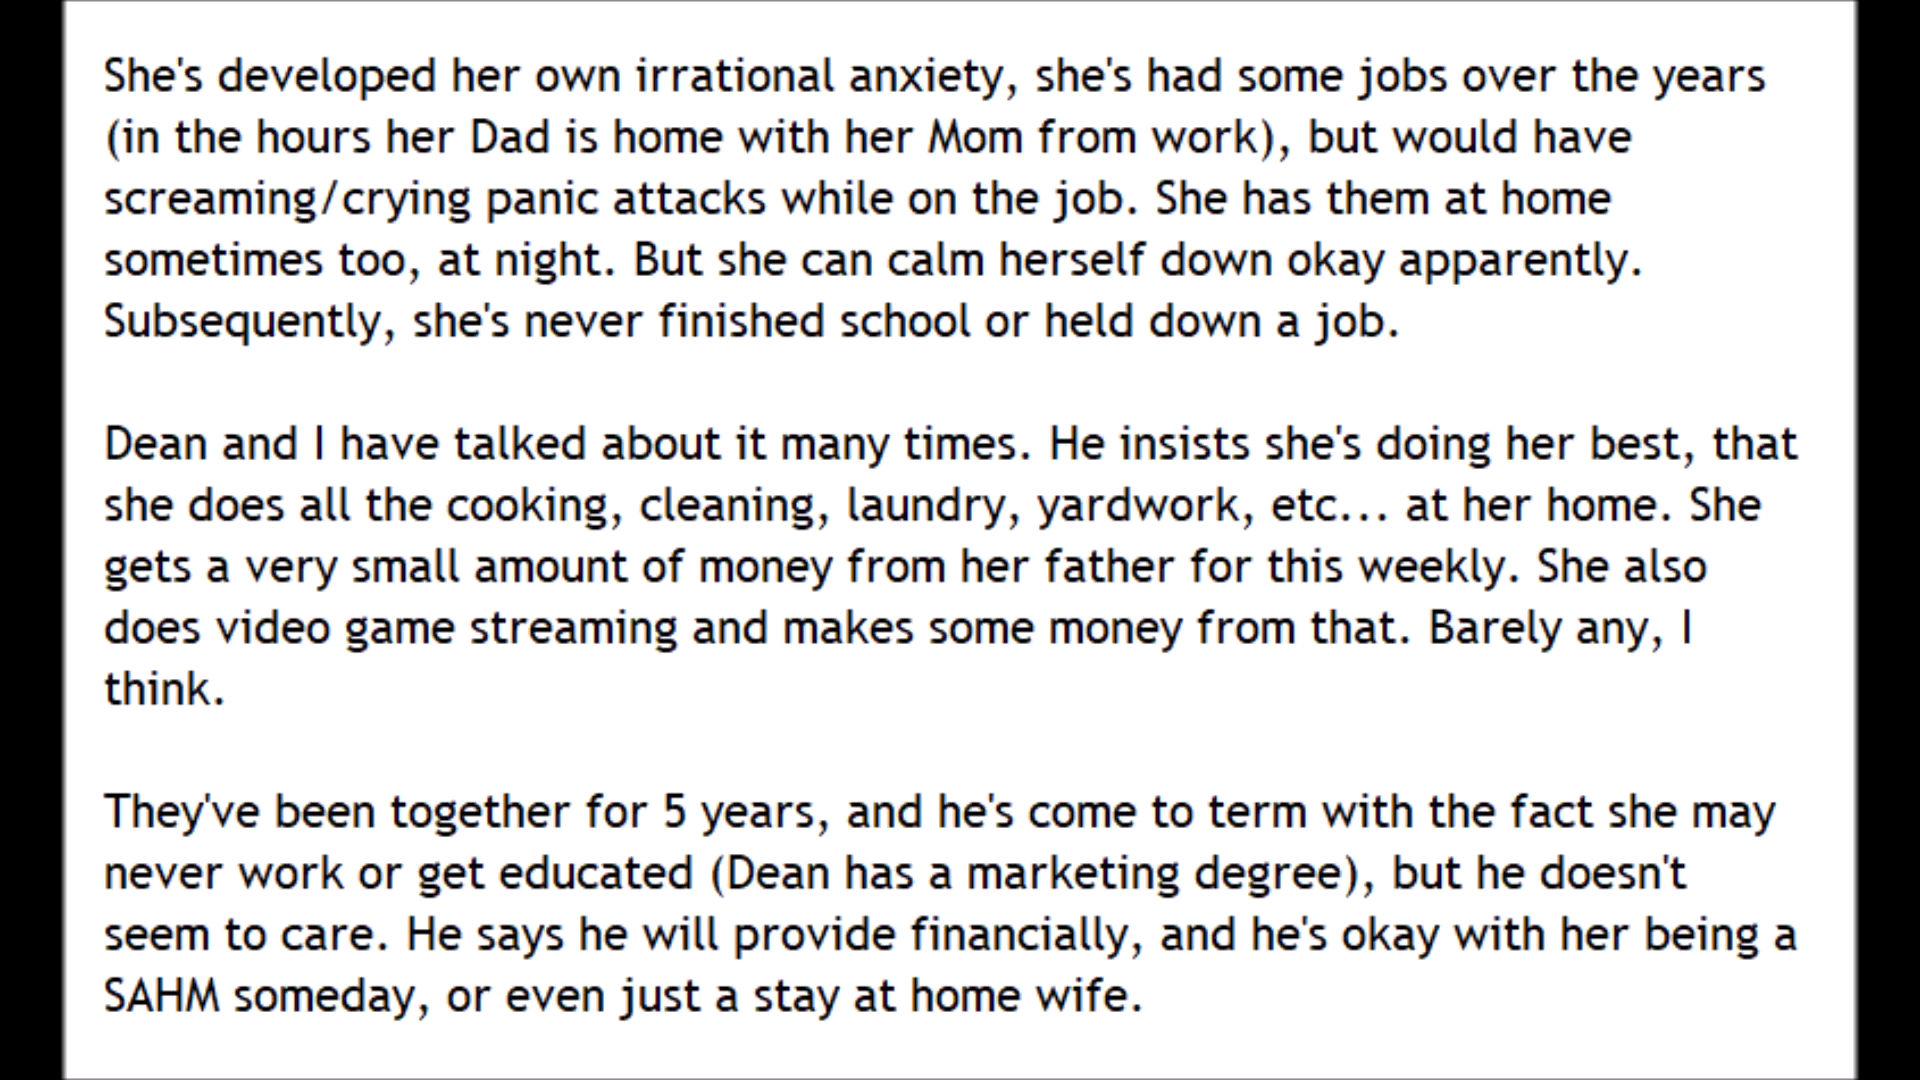 She's developed her own irrational anxiety, she's had some jobs over the years
(in the hours her Dad is home with her Mom from work), but would have
screaming/crying panic attacks while on the job. She has them at home
sometimes too, at night. But she can calm herself down okay apparently.
Subsequently, she's never finished school or held down a job.
Dean and I have talked about it many times. He insists she's doing her best, that
she does all the cooking, cleaning, laundry, yardwork, etc... at her home. She
gets a very small amount of money from her father for this weekly. She also
does video game streaming and makes some money from that. Barely any, I
think.
They've been together for 5 years, and he's come to term with the fact she may
never work or get educated (Dean has a marketing degree), but he doesn't
seem to care. He says he will provide financially, and he's okay with her being a
SAHM someday, or even just a stay at home wife.